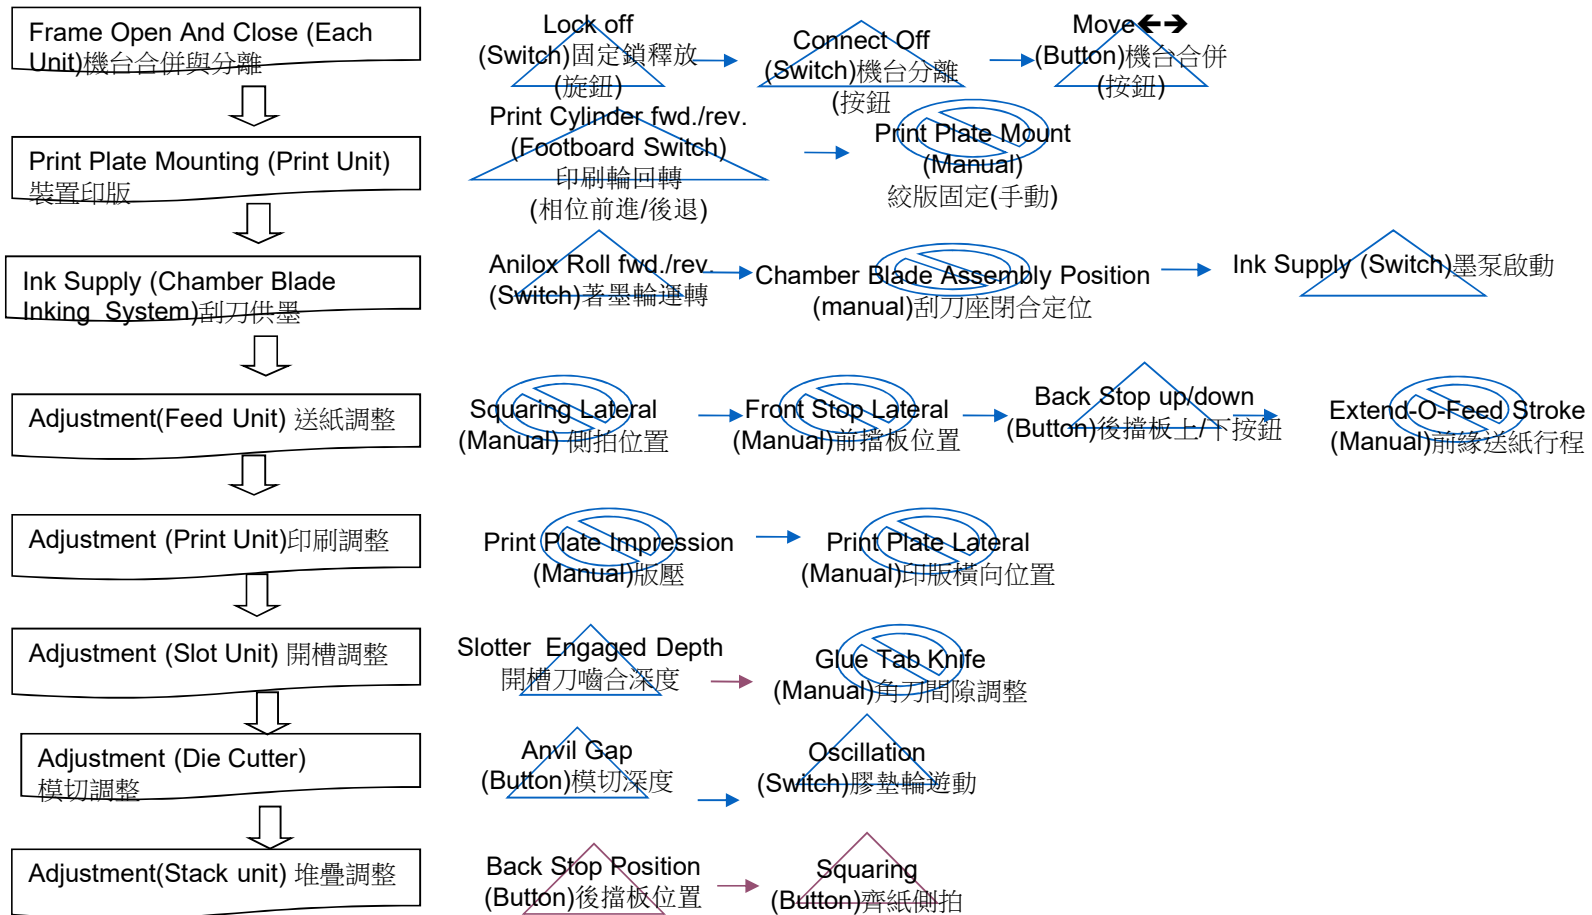 Frame Open And Close (Each
Unit)機台合併與分離
Lock off
(Switch)固定鎖釋放
(旋鈕)
Connect Off
(Switch)機台分離
(按鈕
Move🡸🡺
(Button)機台合併
(按鈕)
Print Plate Mounting (Print Unit)
裝置印版
Print Cylinder fwd./rev.
(Footboard Switch)
印刷輪回轉
(相位前進/後退)
Print Plate Mount
(Manual)
絞版固定(手動)
Ink Supply (Chamber Blade
Inking System)刮刀供墨
Anilox Roll fwd./rev.
(Switch)著墨輪運轉
Chamber Blade Assembly Position
(manual)刮刀座閉合定位
Ink Supply (Switch)墨泵啟動
Adjustment(Feed Unit) 送紙調整
Squaring Lateral
(Manual) 側拍位置
Front Stop Lateral
(Manual)前擋板位置
Back Stop up/down
(Button)後擋板上/下按鈕
Extend-O-Feed Stroke
(Manual)前緣送紙行程
Adjustment (Print Unit)印刷調整
Print Plate Impression
(Manual)版壓
Print Plate Lateral
(Manual)印版橫向位置
Adjustment (Slot Unit) 開槽調整
Slotter Engaged Depth
開槽刀嚙合深度
Glue Tab Knife
(Manual)角刀間隙調整
Adjustment (Die Cutter)
模切調整
Anvil Gap
(Button)模切深度
Oscillation
(Switch)膠墊輪遊動
Adjustment(Stack unit) 堆疊調整
Back Stop Position
(Button)後擋板位置
Squaring
(Button)齊紙側拍